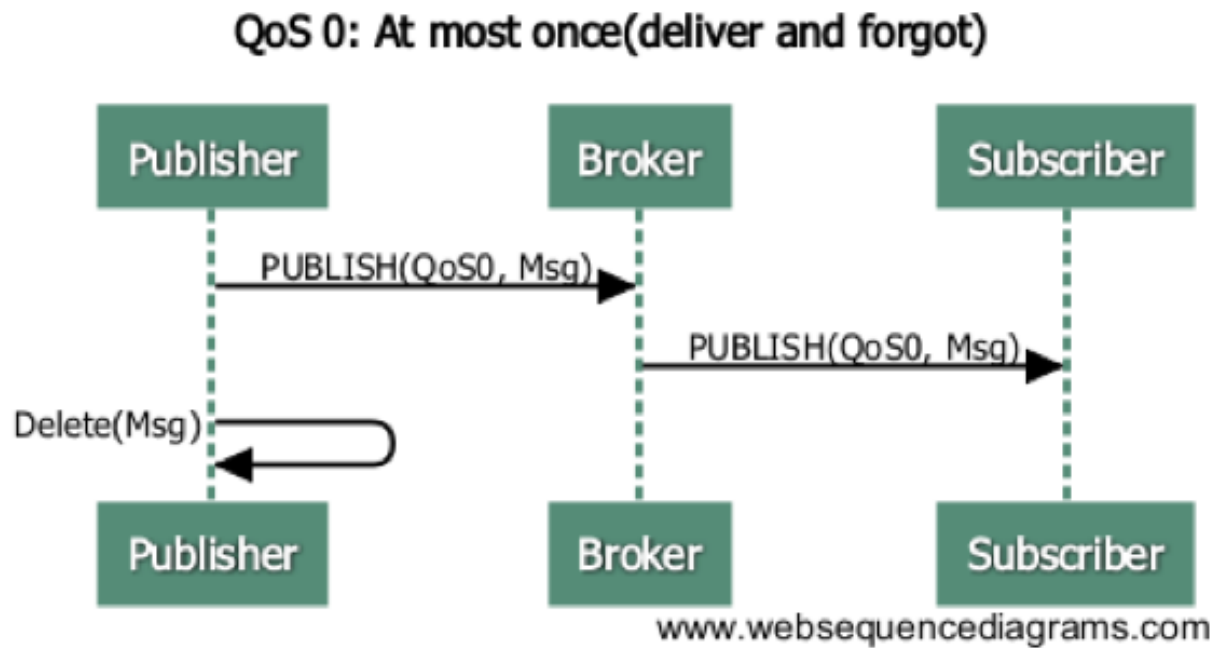 QoS 0: At most once(deliver and forgot)
Publisher
Broker
Subscriber
PUBLISH(QoS0, Msg)
PUBLISH(QoS0, Msg)
Delete(Msg)
Publisher
Broker
Subscriber
www.websequencediagrams.com